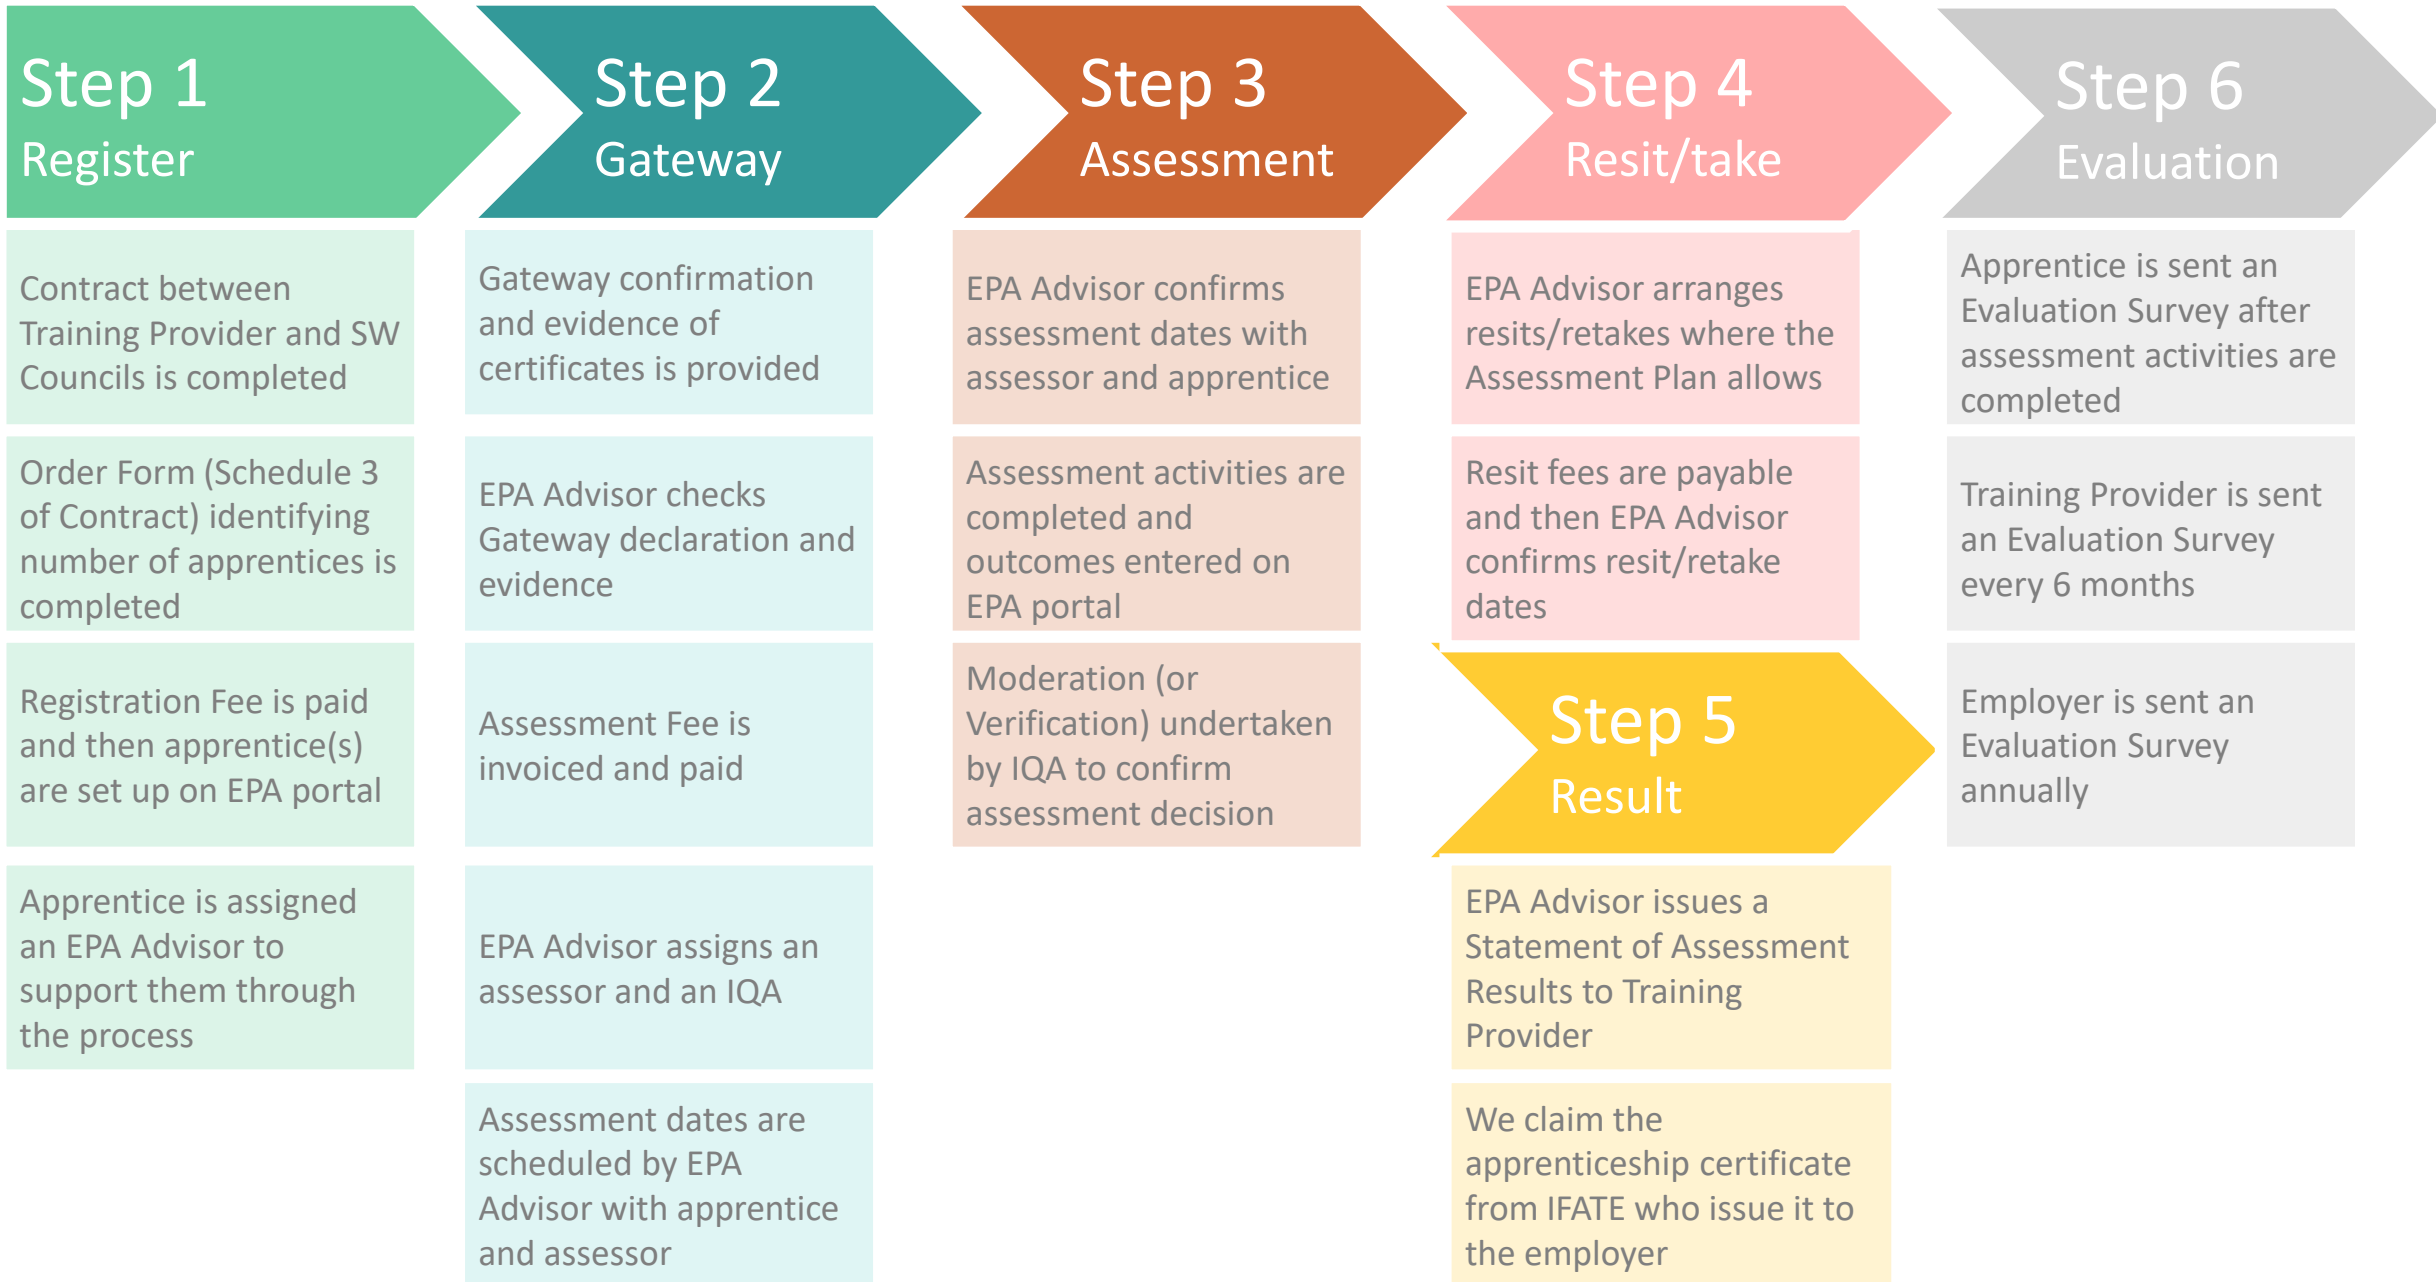 Step 1
Register
Contract between
Training Provider and SW
Councils is completed
Order Form (Schedule 3
of Contract) identifying
number of apprentices is
completed
Registration Fee is paid
and then apprentice(s)
are set up on EPA portal
Apprentice is assigned
an EPA Advisor to
support them through
the process
Step 2
Gateway
Gateway confirmation
and evidence of
certificates is provided
EPA Advisor checks
Gateway declaration and
evidence
Assessment Fee is
invoiced and paid
EPA Advisor assigns an
assessor and an IQA
Assessment dates are
scheduled by EPA
Advisor with apprentice
and assessor
Step 3
Assessment
EPA Advisor confirms
assessment dates with
assessor and apprentice
Assessment activities are
completed and
outcomes entered on
EPA portal
Moderation (or
Verification) undertaken
by IQA to confirm
assessment decision
Step 4
Resit/take
EPA Advisor arranges
resits/retakes where the
Assessment Plan allows
Resit fees are payable
and then EPA Advisor
confirms resit/retake
dates
Step 5
Result
EPA Advisor issues a
Statement of Assessment
Results to Training
Provider
We claim the
apprenticeship certificate
from IFATE who issue it to
the employer
Step 6
Evaluation
Apprentice is sent an
Evaluation Survey after
assessment activities are
completed
Training Provider is sent
an Evaluation Survey
every 6 months
Employer is sent an
Evaluation Survey
annually